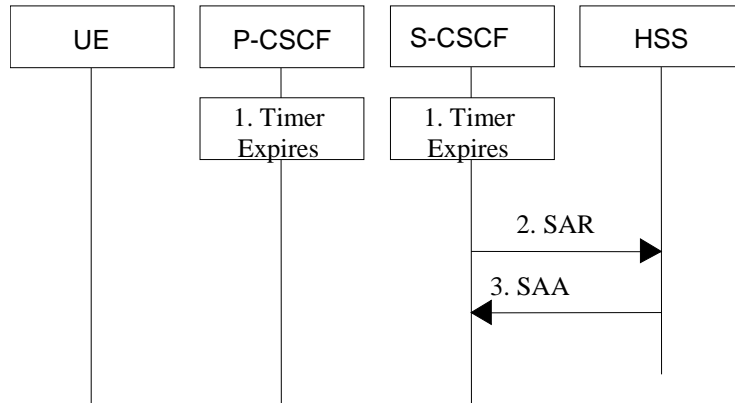 UE
P-CSCF
S-CSCF
HSS
1. Timer
Expires
1. Timer
Expires
2. SAR
3. SAA